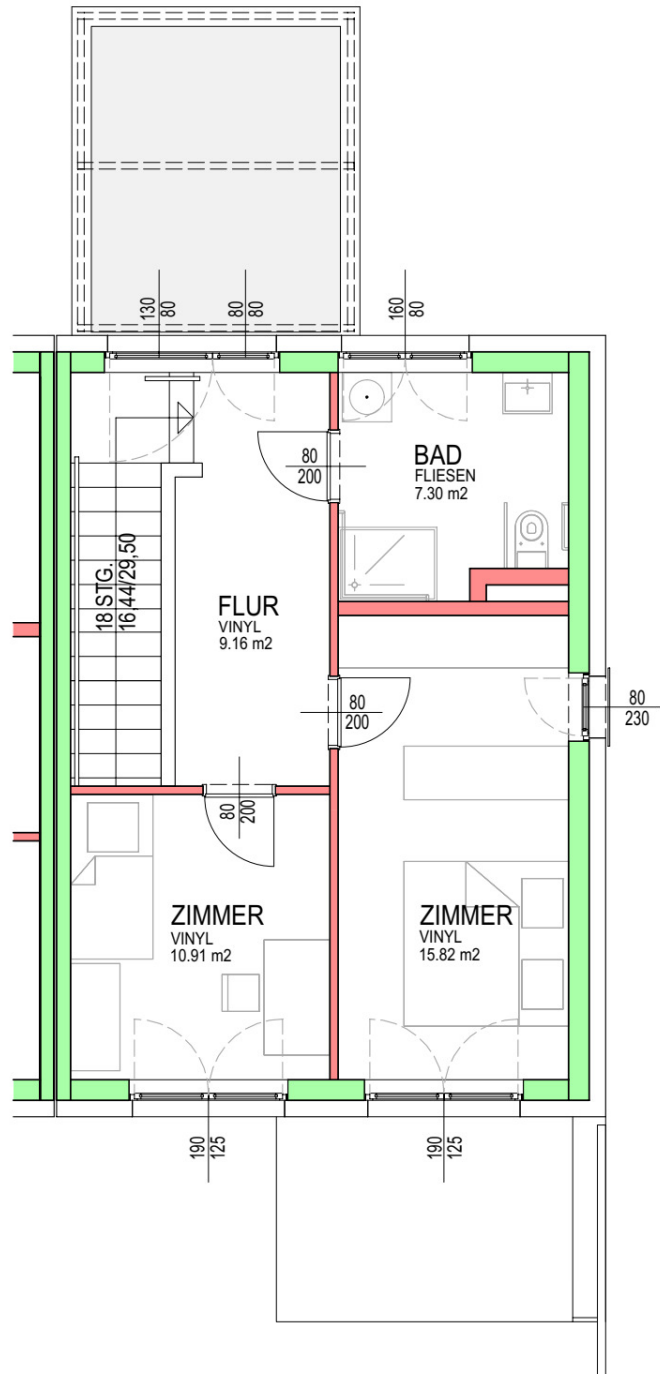 130
80
80
80
160
80
80
200
BAD
FLIESEN
7.30 m2
18 STG.
16,44/29,50
FLUR
VINYL
9.16 m2
80
200
80
230
80
200
ZIMMER
VINYL
10.91 m2
ZIMMER
VINYL
15.82 m2
190
125
190
125